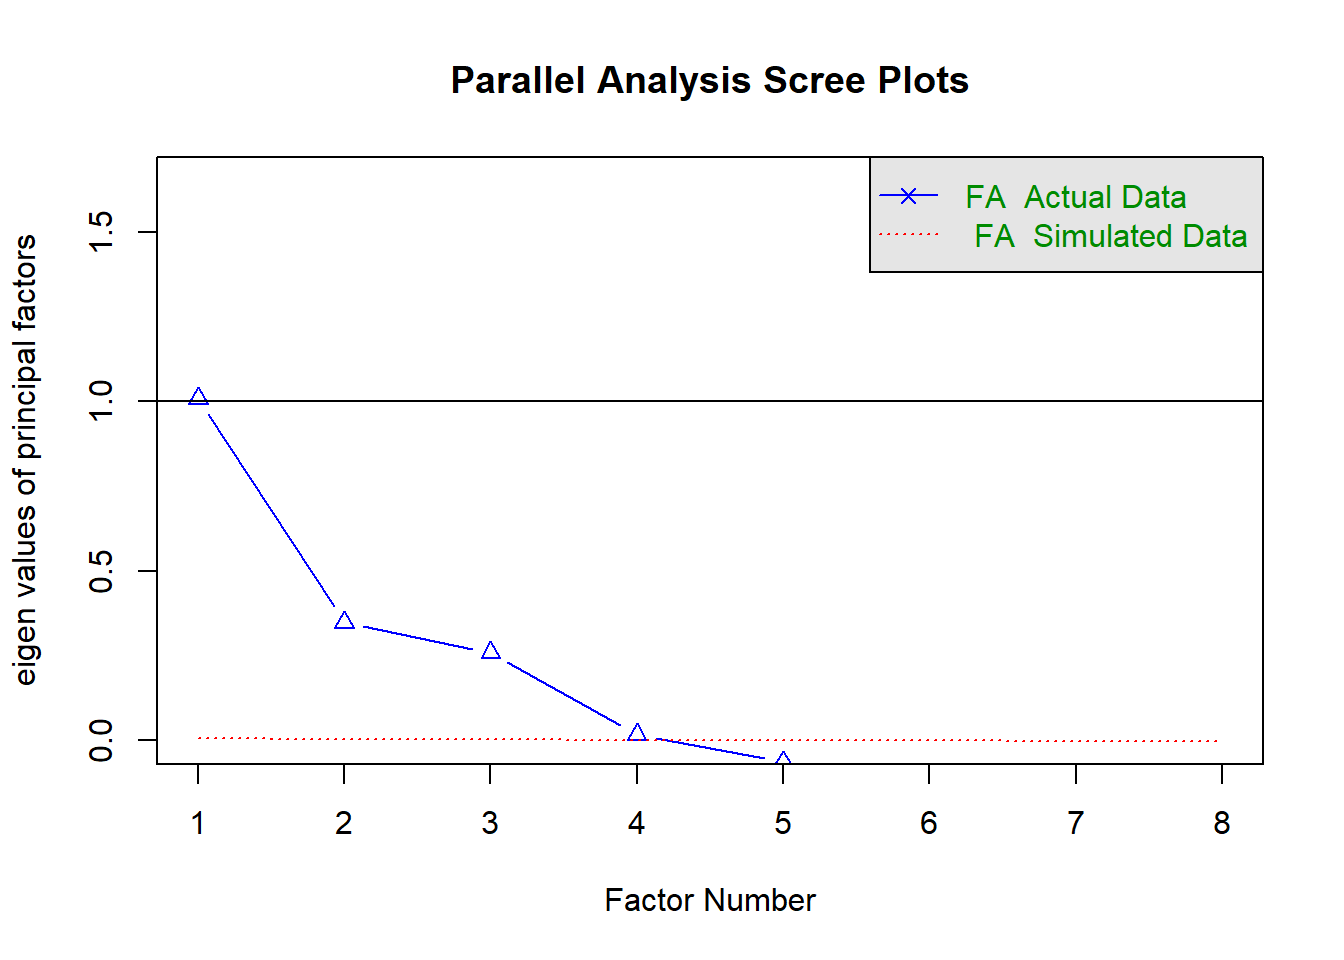 Parallel Analysis Scree Plots
FA Actual Data
FA Simulated Data
eigen values of principal factors
1.5
1.0
0.5
0.0
1 2 3 4 5 6 7 8
Factor Number